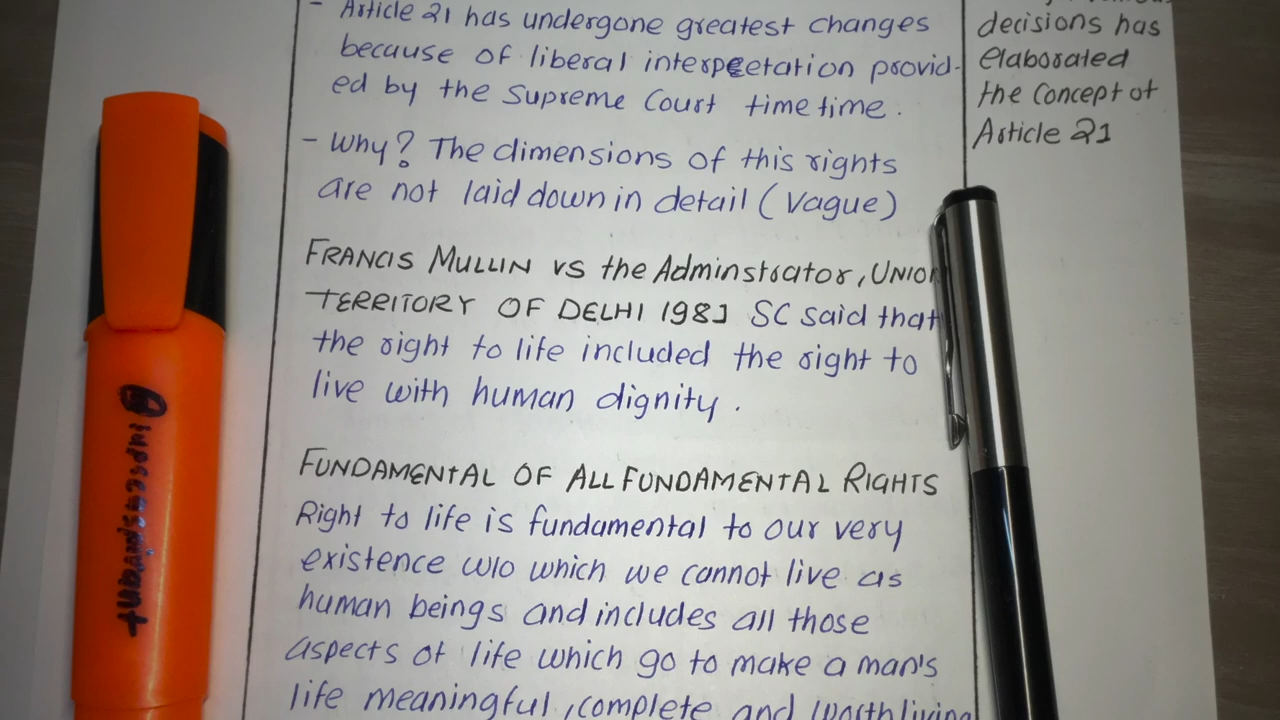 - Article 21 has undergone greatest changes
because of liberal interpretation provid-
ed by the Supreme Court time time.
- Why? The dimensions of this rights
are not laid down in detail (Vague)
FRANCIS MULLIN vs the Adminstrator, UNION
TERRITORY OF DELHI 1981 SC said that
the right to life included the right to
live with human dignity.
FUNDAMENTAL OF ALL FUNDAMENTAL RIGHTS
Right to life is fundamental to our very
existence w/o which we cannot live as
human beings and includes all those
aspects of life which go to make a man's
life meaningful, complete and worth living
decisions has
elaborated
the concept of
Article 21
iupscaspirant